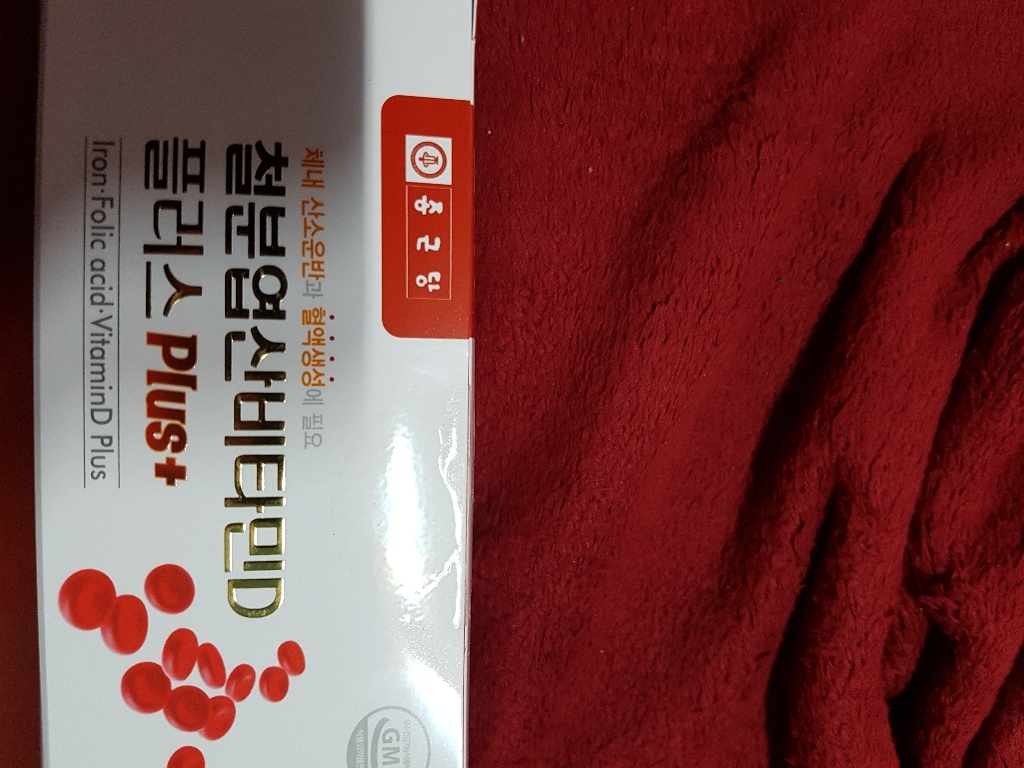 종근당
체내 산소운반과 혈액생성에 필요
철분엽산비타민D
플러스 Plus+
Iron·Folic acid·VitaminD Plus
GM